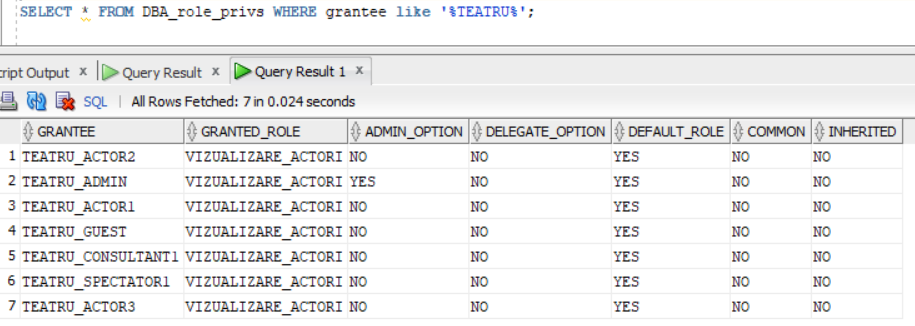 SELECT * FROM DBA_role_privs WHERE grantee like '%TEATRU%';
cript Output x Query Result x Query Result 1 x
SQL | All Rows Fetched: 7 in 0.024 seconds
GRANTEE GRANTED_ROLE ADMIN_OPTION DELEGATE_OPTION DEFAULT_ROLE COMMON INHERITED
1 TEATRU_ACTOR2 VIZUALIZARE_ACTORI NO NO YES NO NO
2 TEATRU_ADMIN VIZUALIZARE_ACTORI YES NO YES NO NO
3 TEATRU_ACTOR1 VIZUALIZARE_ACTORI NO NO YES NO NO
4 TEATRU_GUEST VIZUALIZARE_ACTORI NO NO YES NO NO
5 TEATRU_CONSULTANT1 VIZUALIZARE_ACTORI NO NO YES NO NO
6 TEATRU_SPECTATOR1 VIZUALIZARE_ACTORI NO NO YES NO NO
7 TEATRU_ACTOR3 VIZUALIZARE_ACTORI NO NO YES NO NO